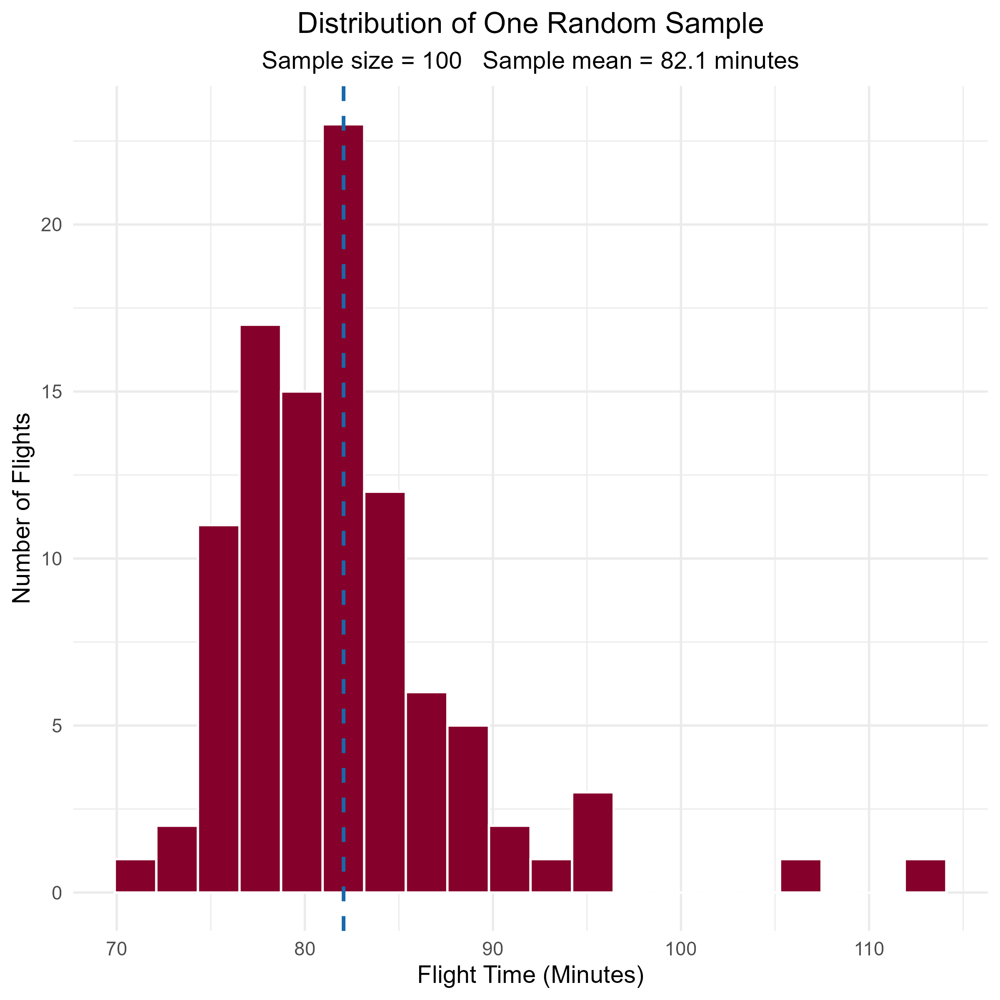 Distribution of One Random Sample
Sample size = 100   Sample mean = 82.1 minutes
Number of Flights
20
15
10
5
0
70 80 90 100 110
Flight Time (Minutes)